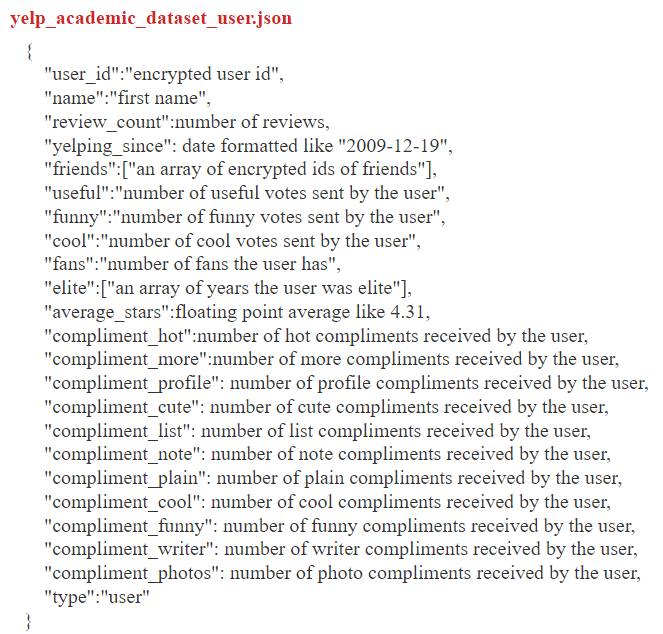 yelp_academic_dataset_user.json
{
"user_id":"encrypted user id",
"name":"first name",
"review_count":number of reviews,
"yelping_since": date formatted like "2009-12-19",
"friends":["an array of encrypted ids of friends"],
"useful":"number of useful votes sent by the user",
"funny":"number of funny votes sent by the user",
"cool":"number of cool votes sent by the user",
"fans":"number of fans the user has",
"elite":["an array of years the user was elite"],
"average_stars":floating point average like 4.31,
"compliment_hot":number of hot compliments received by the user,
"compliment_more":number of more compliments received by the user,
"compliment_profile": number of profile compliments received by the user,
"compliment_cute": number of cute compliments received by the user,
"compliment_list": number of list compliments received by the user,
"compliment_note": number of note compliments received by the user,
"compliment_plain": number of plain compliments received by the user,
"compliment_cool": number of cool compliments received by the user,
"compliment_funny": number of funny compliments received by the user,
"compliment_writer": number of writer compliments received by the user,
"compliment_photos": number of photo compliments received by the user,
"type":"user"
}